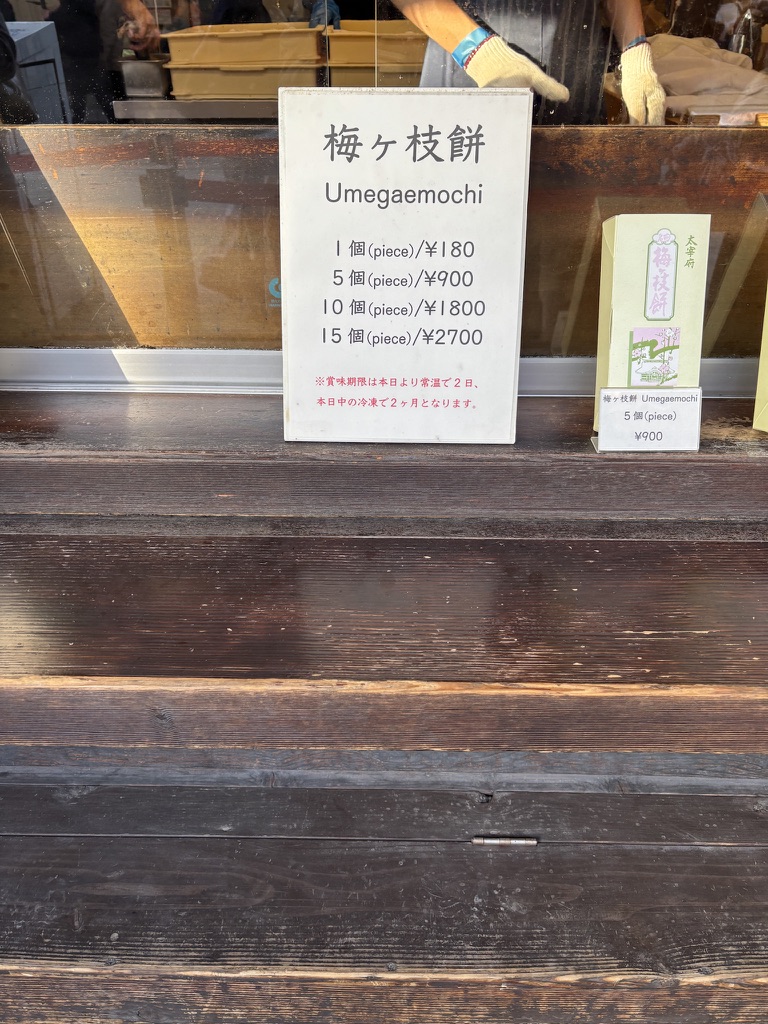 梅ヶ枝餅
Umegaemochi
1個(piece)/¥180
5個(piece)/¥900
10個(piece)/¥1800
15個(piece)/¥2700
※賞味期限は本日より常温で2日、
本日中の冷凍で2ヶ月となります。
太宰府
梅ヶ枝餅
梅ヶ枝餅 Umegaemochi
5個(piece)
¥900